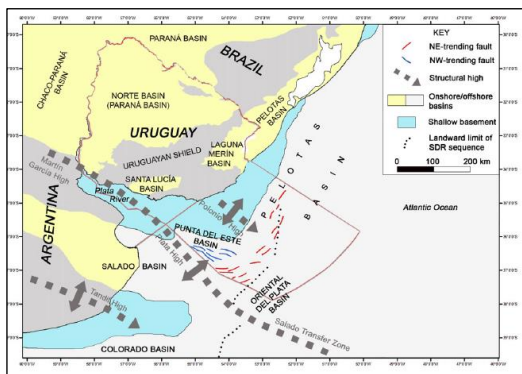 PARANÁ BASIN
BRAZIL
CHACO-PARANÁ
BASIN
NORTE BASIN
(PARANÁ BASIN)
PELOTAS
BASIN
URUGUAY
LAGUNA
MERÍN BASIN
URUGUAYAN SHIELD
SANTA LUCÍA
BASIN
Martín
García High
Plata
River
Polonio High
PELOTAS
BASIN
PUNTA DEL ESTE
BASIN
Plata High
ARGENTINA
SALADO BASIN
ORIENTAL
DEL PLATA
BASIN
Tandil High
Salado Transfer Zone
COLORADO BASIN
Atlantic Ocean
KEY
NE-trending fault
NW-trending fault
Structural high
Onshore/offshore
basins
Shallow basement
Landward limit of
SDR sequence
0 100 200 km